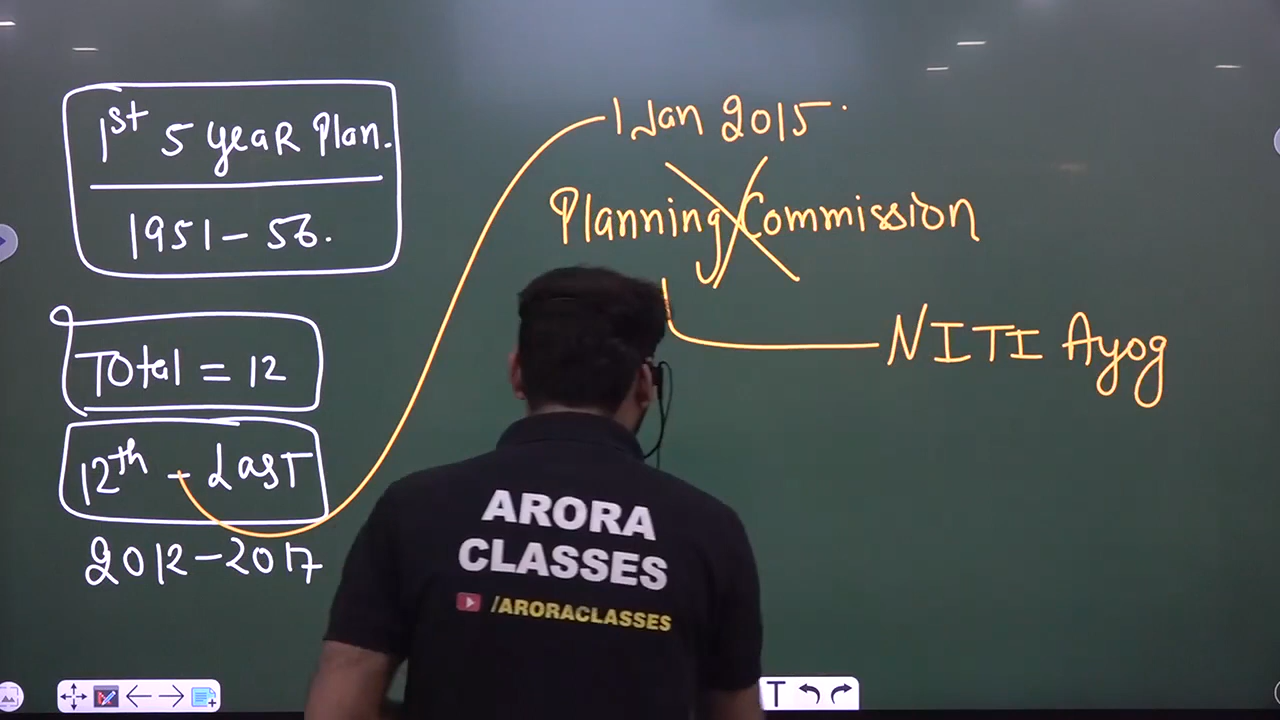 1st 5 year Plan.
1951-56.
Total = 12
12th - Last
2012-2017
1 Jan 2015
Planning Commission
NITI Ayog
ARORA
CLASSES
/ARORACLASSES
T